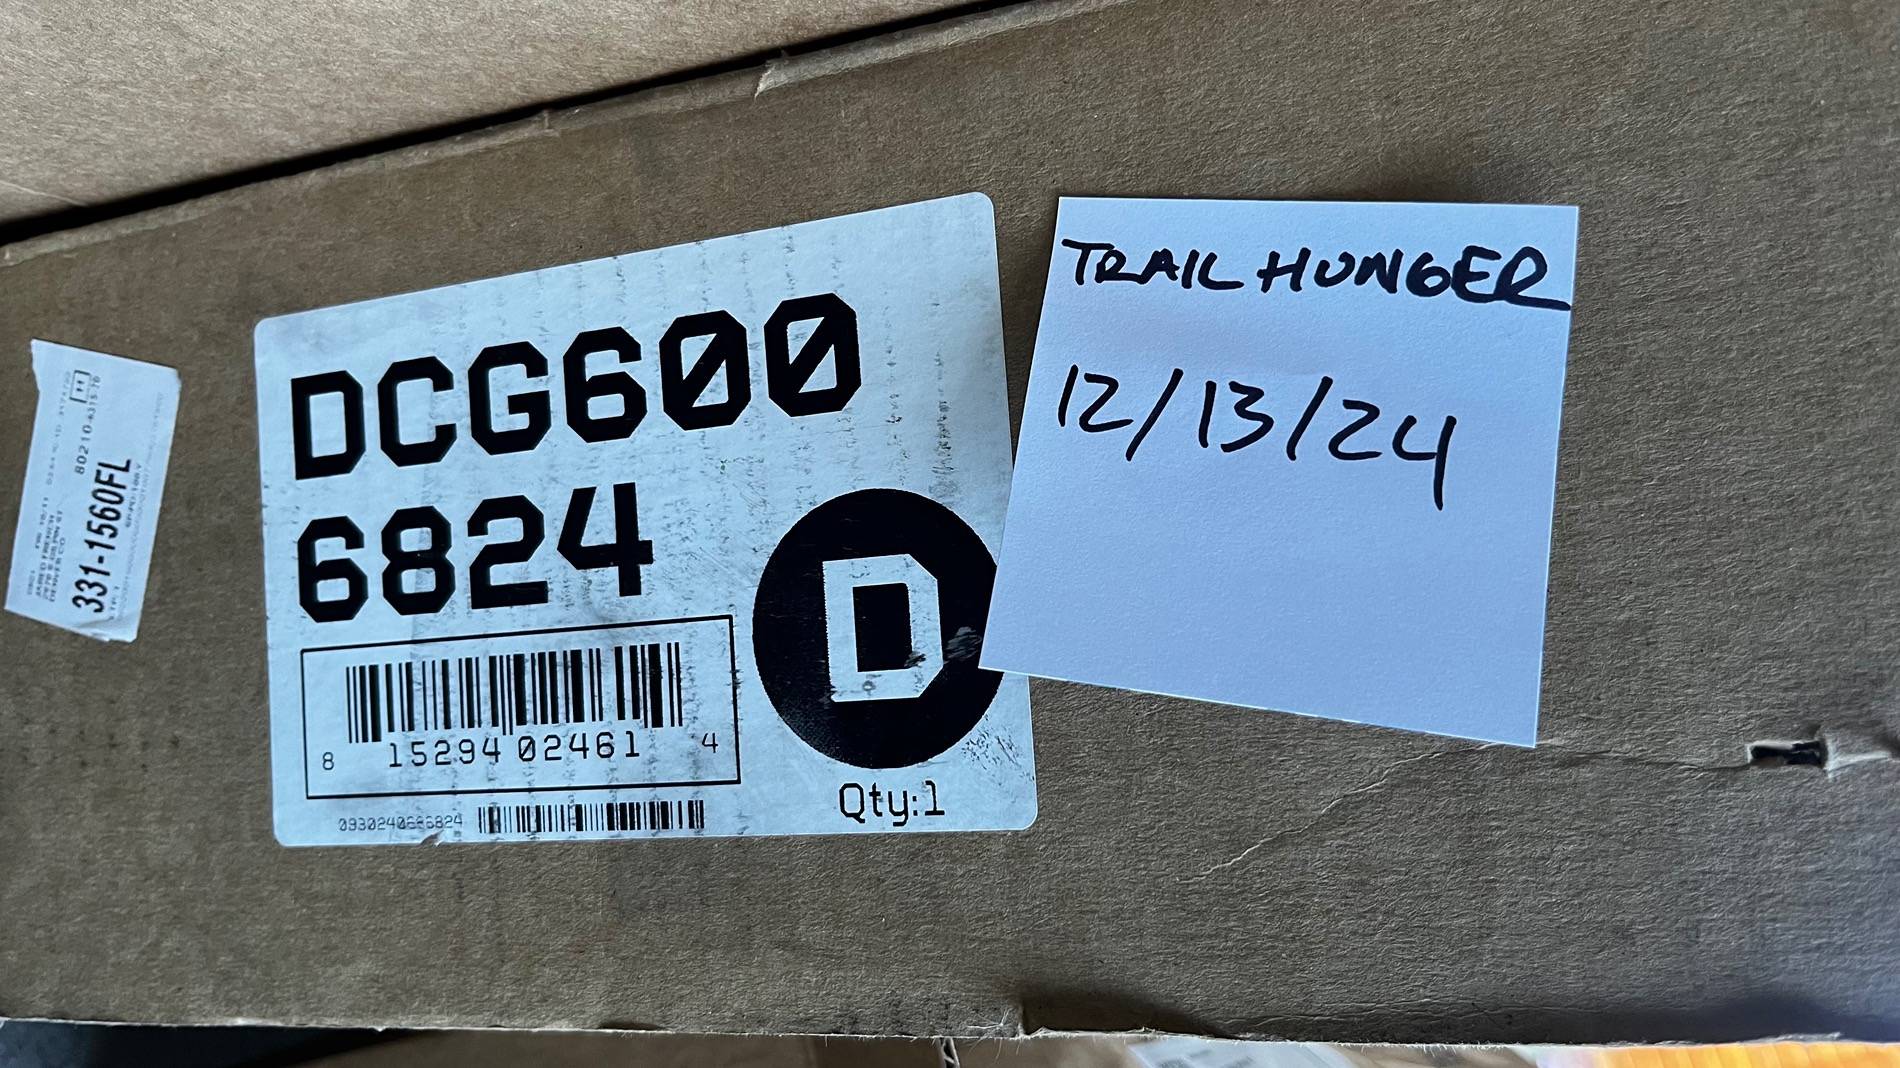 DCG600
6824
8 15294 02461 4
D
Qty:1
331-1560FL
TRAIL HUNGER
12/13/24